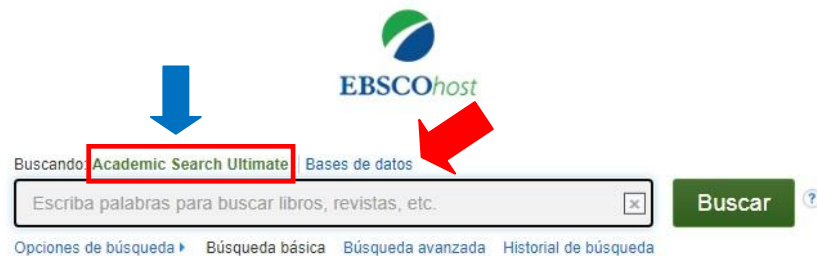 EBSCOhost
Buscando: Academic Search Ultimate | Bases de datos
Escriba palabras para buscar libros, revistas, etc.
Buscar ?
Opciones de búsqueda Búsqueda básica Búsqueda avanzada Historial de búsqueda